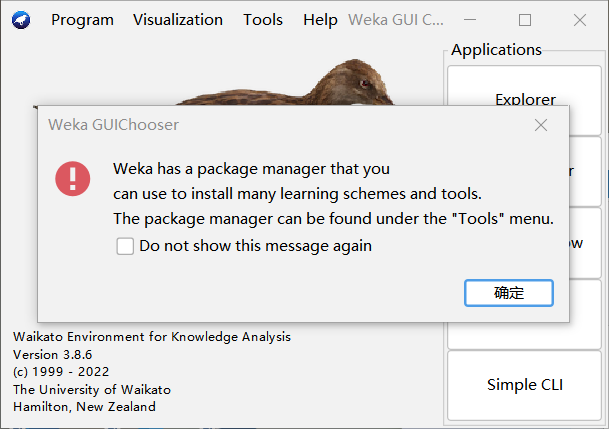 Program Visualization Tools Help Weka GUI C...
Applications
Explorer
Weka GUIChooser
Weka has a package manager that you
can use to install many learning schemes and tools.
The package manager can be found under the "Tools" menu.
Do not show this message again
确定
Waikato Environment for Knowledge Analysis
Version 3.8.6
(c) 1999 - 2022
The University of Waikato
Hamilton, New Zealand
Simple CLI